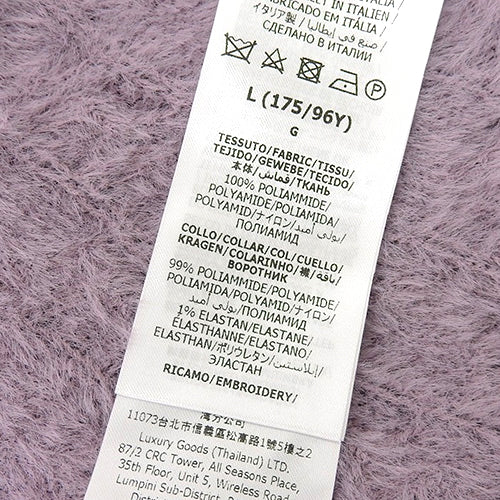 EET IN ITALIEN /
FABRICADO EM ITÁLIA /
イタリア製 / صنع في إيطاليا /
СДЕЛАНО В ИТАЛИИ
P
L (175/96Y)
G
TESSUTO/FABRIC/TISSU/
TEJIDO/GEWEBE/TECIDO/
本体/قماش/ТКАНЬ
100% POLIAMMIDE/
POLYAMIDE/POLIAMIDA/
POLYAMID/ナイロン/بولي أميد/
ПОЛИАМИД
COLLO/COLLAR/COL/CUELLO/
KRAGEN/COLARINHO/襟/ياقة/
ВОРОТНИК
99% POLIAMMIDE/POLYAMIDE/
POLIAMIDA/POLYAMID/ナイロン/
بولي أميد/ПОЛИАМИД
1% ELASTAN/ELASTANE/
ÉLASTHANNE/ELASTANO/
ELASTHAN/ポリウレタン/إيلاستين/
ЭЛАСТАН
RICAMO/EMBROIDERY/
灣分公司
11073台北市信義區松高路1號5樓之2
Luxury Goods (Thailand) LTD.
87/2 CRC Tower, All Seasons Place,
35th Floor, Unit 5, Wireless Road,
Lumpini Sub-District,